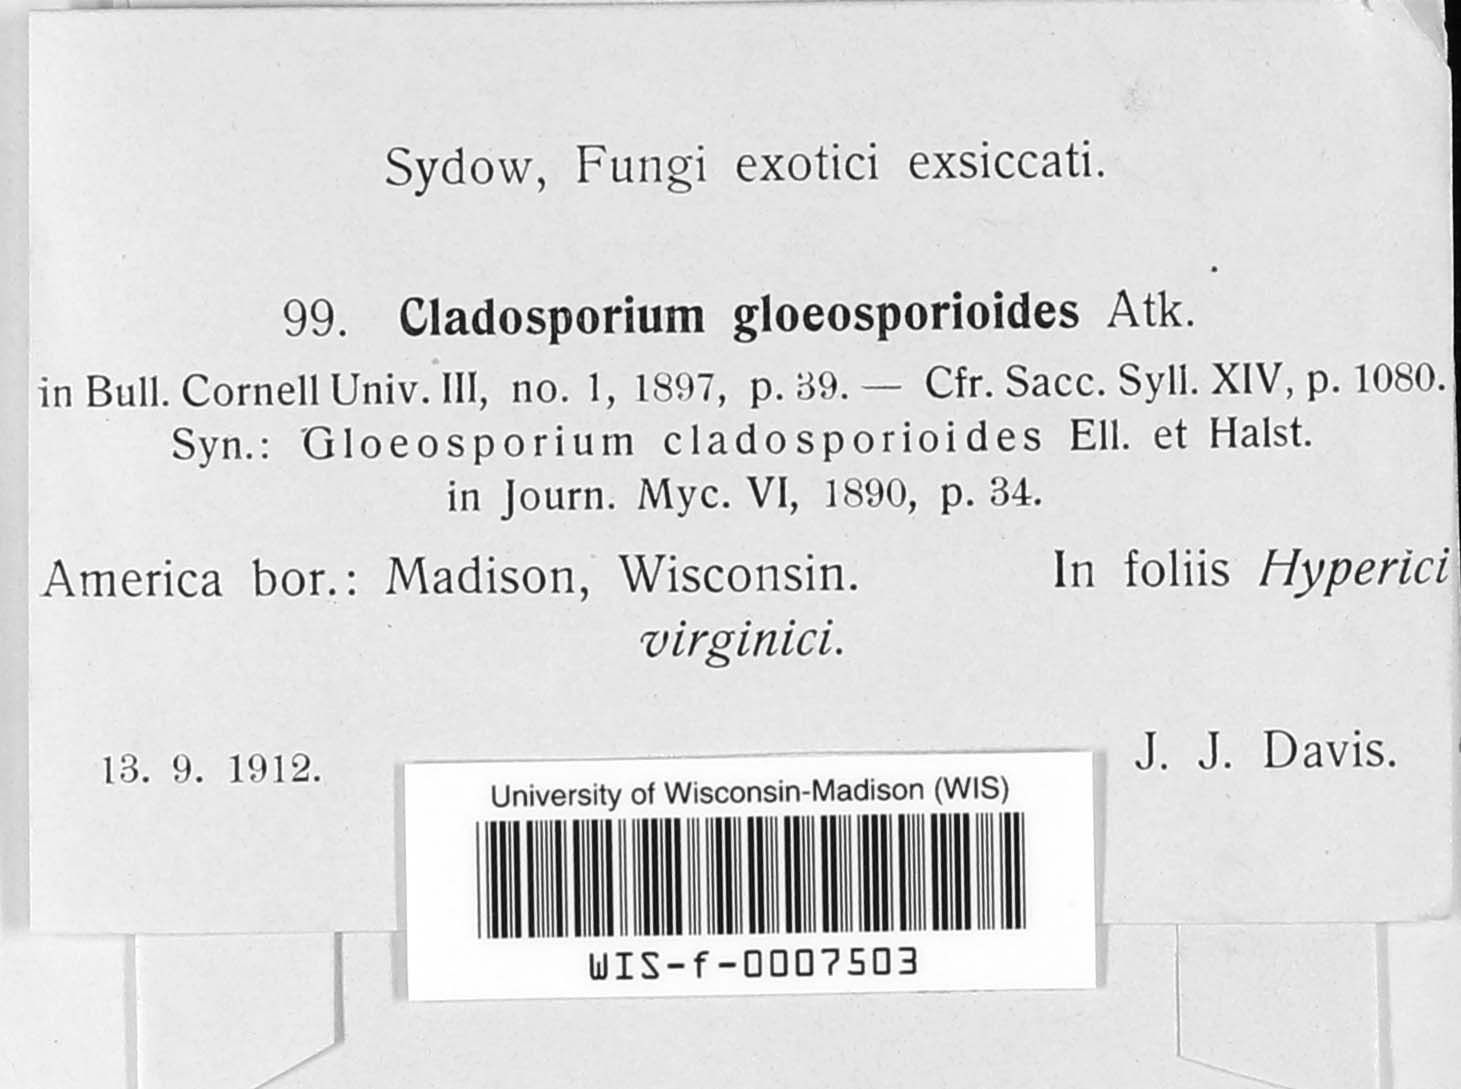 Sydow, Fungi exotici exsiccati.
99. Cladosporium gloeosporioides Atk.
in Bull. Cornell Univ. III, no. 1, 1897, p. 39. — Cfr. Sacc. Syll. XIV, p. 1080.
Syn.: Gloeosporium cladosporioides Ell. et Halst.
in Journ. Myc. VI, 1890, p. 34.
America bor.: Madison, Wisconsin. In foliis Hyperici
virginici.
13. 9. 1912. J. J. Davis.
University of Wisconsin-Madison (WIS)
WIS-f-0007503